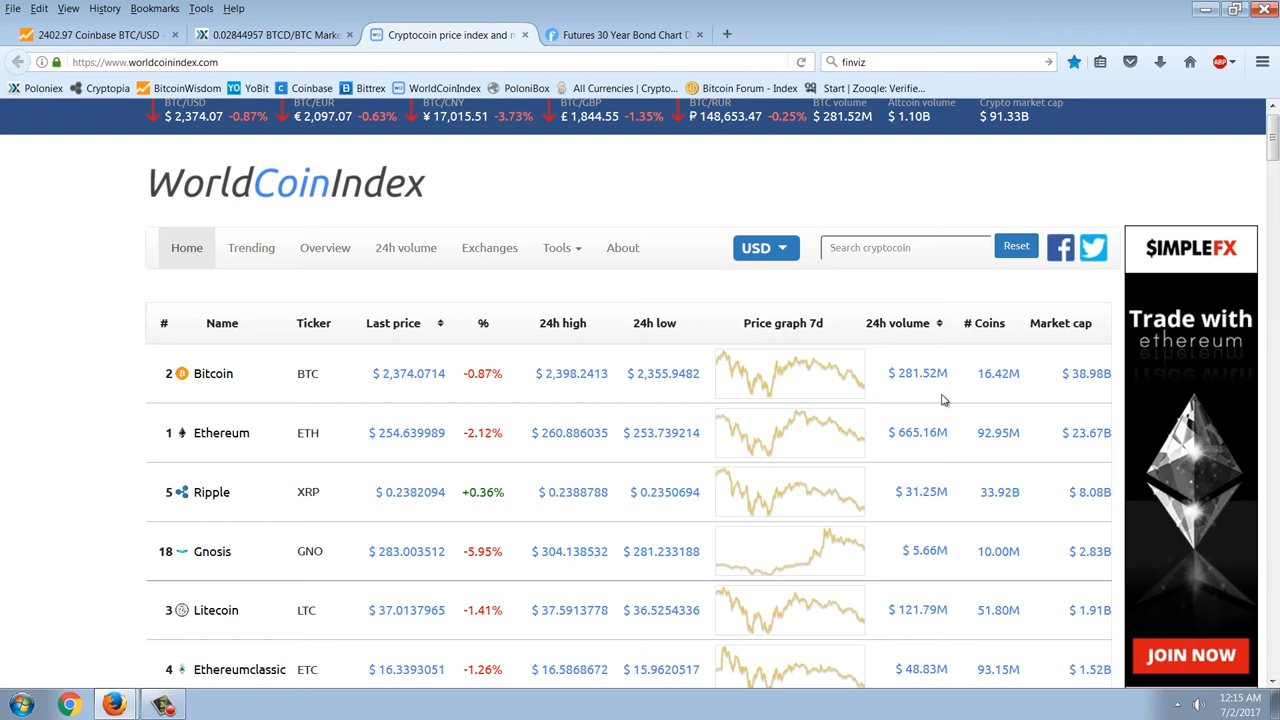 File Edit View History Bookmarks Tools Help
2402.97 Coinbase BTC/USD - × 0.02844957 BTCD/BTC Marke × Cryptocoin price index and n × Futures 30 Year Bond Chart D × +
https://www.worldcoinindex.com finviz
Poloniex Cryptopia BitcoinWisdom YoBit Coinbase Bittrex WorldCoinIndex PoloniBox All Currencies (Crypto... Bitcoin Forum - Index Start | Zooqle: Verifie...
BTC/USD BTC/EUR BTC/CNY BTC/GBP BTC/RUR BTC volume Altcoin volume Crypto market cap
$ 2,374.07 -0.87% € 2,097.07 -0.63% ¥ 17,015.51 -3.73% £ 1,844.55 -1.35% ₽ 148,653.47 -0.25% $ 281.52M $ 1.10B $ 91.33B
WorldCoinIndex
Home Trending Overview 24h volume Exchanges Tools About USD Search cryptocoin Reset
$IMPLEFX
Trade with
ethereum
# Name Ticker Last price % 24h high 24h low Price graph 7d 24h volume # Coins Market cap
2 Bitcoin BTC $ 2,374.0714 -0.87% $ 2,398.2413 $ 2,355.9482 $ 281.52M 16.42M $ 38.98B
1 Ethereum ETH $ 254.639989 -2.12% $ 260.886035 $ 253.739214 $ 665.16M 92.95M $ 23.67B
5 Ripple XRP $ 0.2382094 +0.36% $ 0.2388788 $ 0.2350694 $ 31.25M 33.92B $ 8.08B
18 Gnosis GNO $ 283.003512 -5.95% $ 304.138532 $ 281.233188 $ 5.66M 10.00M $ 2.83B
3 Litecoin LTC $ 37.0137965 -1.41% $ 37.5913778 $ 36.5254336 $ 121.79M 51.80M $ 1.91B
4 Ethereumclassic ETC $ 16.3393051 -1.26% $ 16.5868672 $ 15.9620517 $ 48.83M 93.15M $ 1.52B
JOIN NOW
12:15 AM
7/2/2017